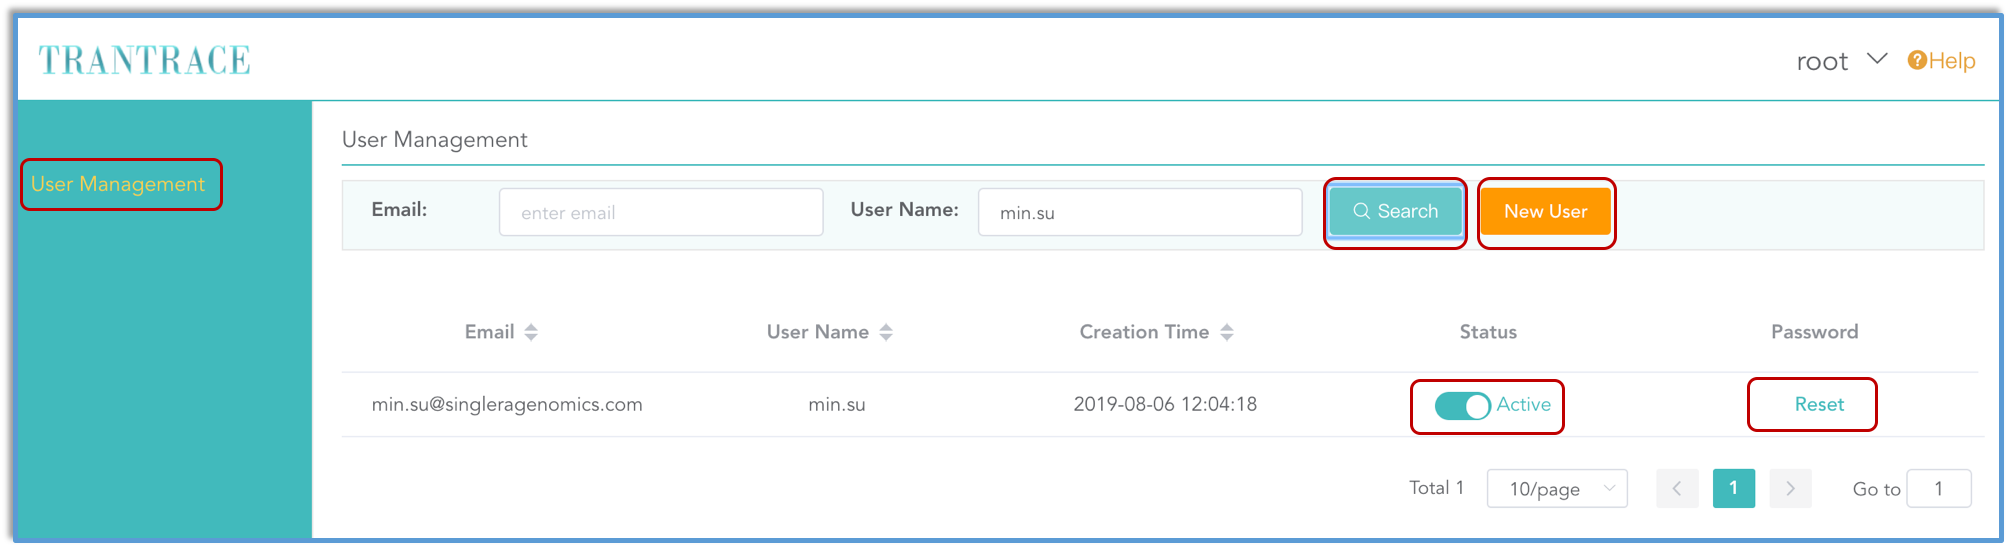 TRANTRACE
root ?Help
User Management
User Management
Email: enter email User Name: min.su Search New User
Email User Name Creation Time Status Password
min.su@singleragenomics.com min.su 2019-08-06 12:04:18 Active Reset
Total 1 10/page 1 Go to 1